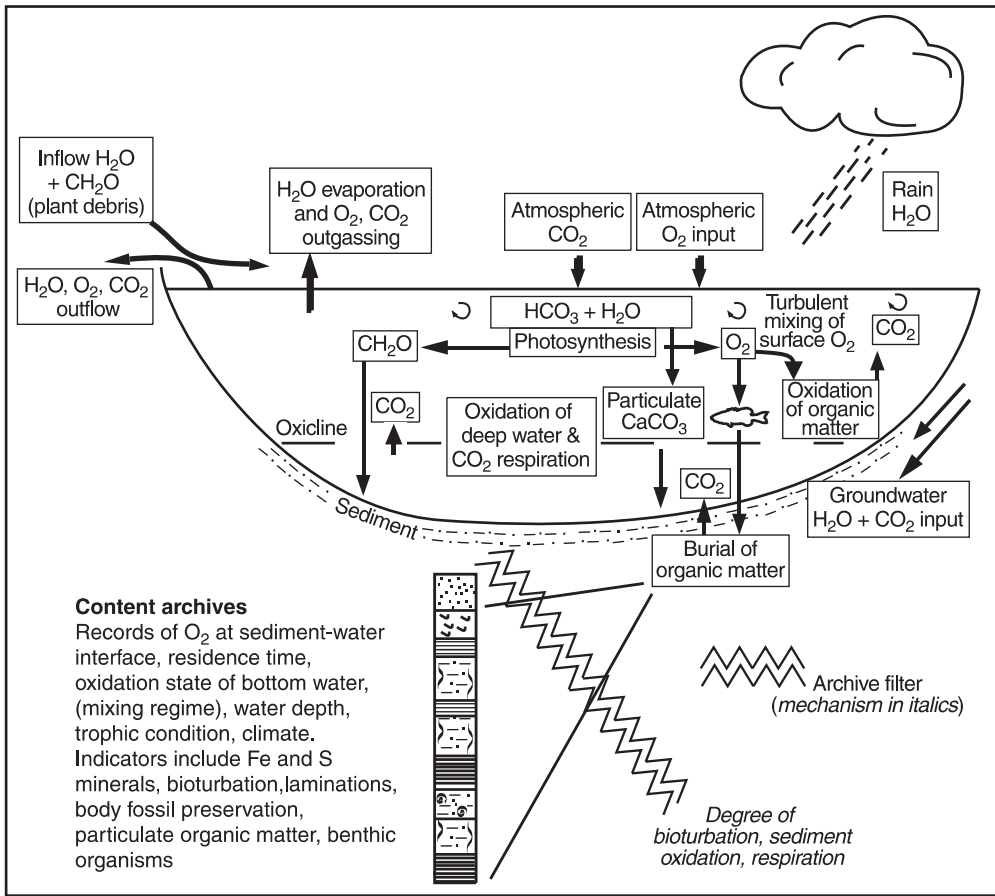 Inflow H₂O
+ CH₂O
(plant debris)
H₂O, O₂, CO₂
outflow
H₂O evaporation
and O₂, CO₂
outgassing
Atmospheric
CO₂
Atmospheric
O₂ input
Rain
H₂O
HCO₃ + H₂O
Photosynthesis
CH₂O
O₂
Turbulent
mixing of
surface O₂
CO₂
CO₂
Oxicline
Oxidation of
deep water &
CO₂ respiration
Particulate
CaCO₃
Oxidation
of organic
matter
Sediment
CO₂
Groundwater
H₂O + CO₂ input
Burial of
organic matter
Content archives
Records of O₂ at sediment-water
interface, residence time,
oxidation state of bottom water,
(mixing regime), water depth,
trophic condition, climate.
Indicators include Fe and S
minerals, bioturbation,laminations,
body fossil preservation,
particulate organic matter, benthic
organisms
Archive filter
(mechanism in italics)
Degree of
bioturbation, sediment
oxidation, respiration